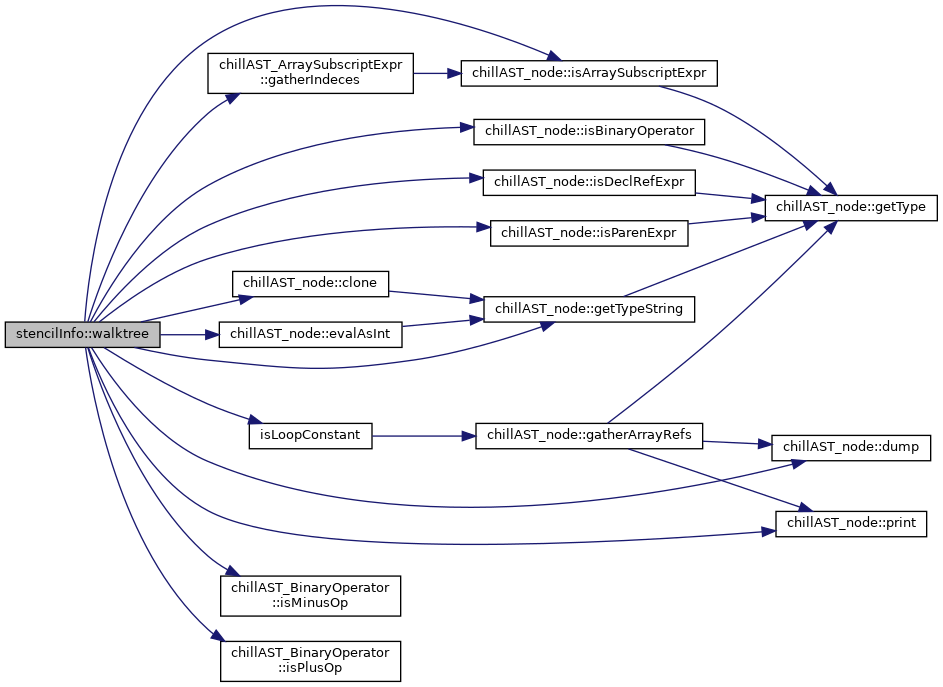 chillAST_ArraySubscriptExpr
::gatherIndeces
chillAST_node::isArraySubscriptExpr
chillAST_node::isBinaryOperator
chillAST_node::isDeclRefExpr
chillAST_node::getType
chillAST_node::isParenExpr
chillAST_node::clone
chillAST_node::getTypeString
stencilInfo::walktree
chillAST_node::evalAsInt
isLoopConstant
chillAST_node::gatherArrayRefs
chillAST_node::dump
chillAST_node::print
chillAST_BinaryOperator
::isMinusOp
chillAST_BinaryOperator
::isPlusOp